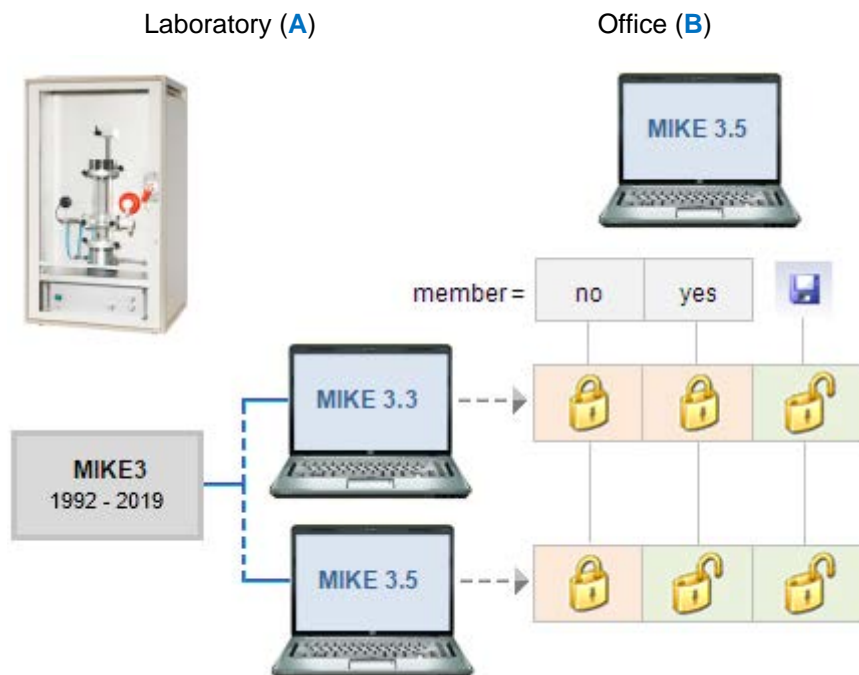 Laboratory (A)
Office (B)
MIKE 3.5
member =
no
yes
MIKE 3.3
MIKE3
1992 - 2019
MIKE 3.5